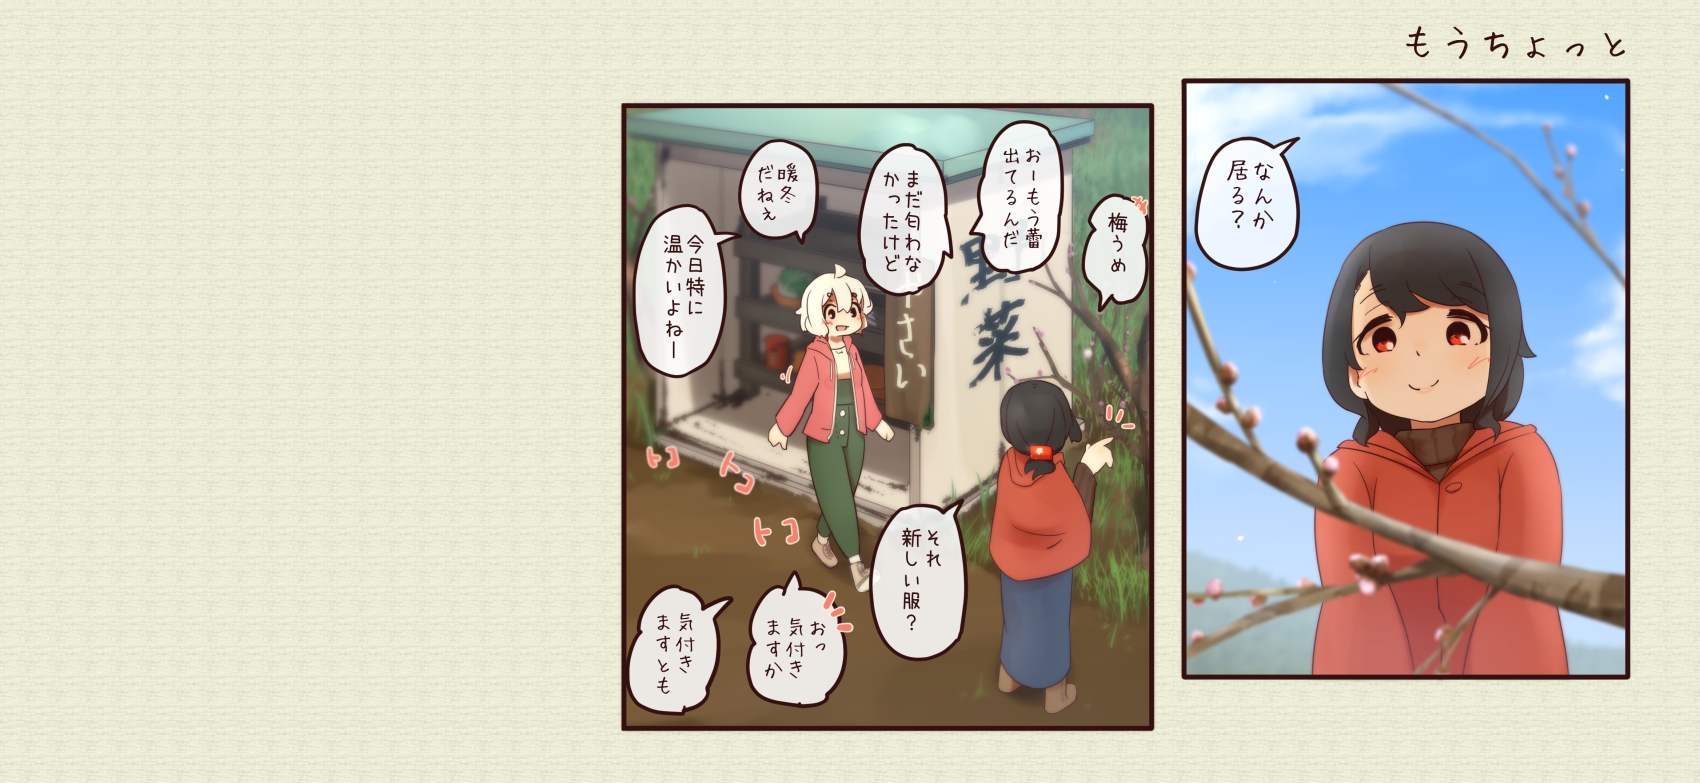 もうちょっと
なんか
居る?
梅うめ
おーもう蕾
出てるんだ
まだ匂わな
かったけど
暖冬
だねぇ
今日特に
温かいよねー
野菜
さい
トコ
トコ
トコ
それ
新しい服?
おっ
気付き
ますか
気付き
ますとも